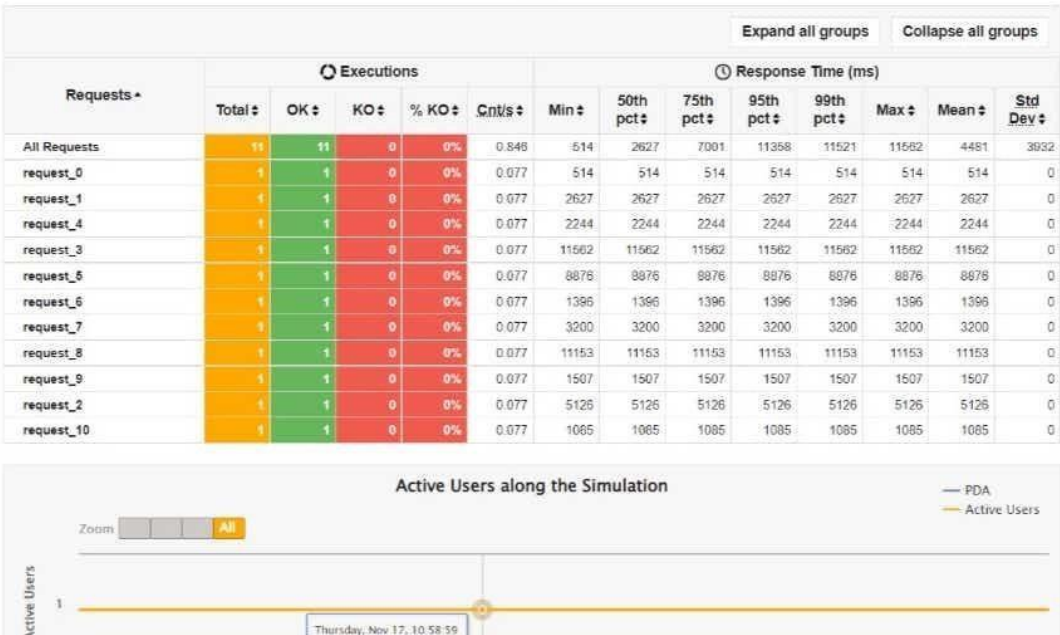 Expand all groups Collapse all groups
Executions Response Time (ms)
Requests Total OK KO % KO Cnt/s Min 50th pct 75th pct 95th pct 99th pct Max Mean Std Dev
All Requests 11 11 0 0% 0.846 514 2627 7001 11358 11521 11562 4481 3932
request_0 1 1 0 0% 0.077 514 514 514 514 514 514 514 0
request_1 1 1 0 0% 0.077 2627 2627 2627 2627 2627 2627 2627 0
request_4 1 1 0 0% 0.077 2244 2244 2244 2244 2244 2244 2244 0
request_3 1 1 0 0% 0.077 11562 11562 11562 11562 11562 11562 11562 0
request_5 1 1 0 0% 0.077 8876 8876 8876 8876 8876 8876 8876 0
request_6 1 1 0 0% 0.077 1396 1396 1396 1396 1396 1396 1396 0
request_7 1 1 0 0% 0.077 3200 3200 3200 3200 3200 3200 3200 0
request_8 1 1 0 0% 0.077 11153 11153 11153 11153 11153 11153 11153 0
request_9 1 1 0 0% 0.077 1507 1507 1507 1507 1507 1507 1507 0
request_2 1 1 0 0% 0.077 5126 5126 5126 5126 5126 5126 5126 0
request_10 1 1 0 0% 0.077 1085 1085 1085 1085 1085 1085 1085 0
Active Users along the Simulation
PDA
Active Users
Zoom All
Active Users
1
Thursday, Nov 17, 10:58:59